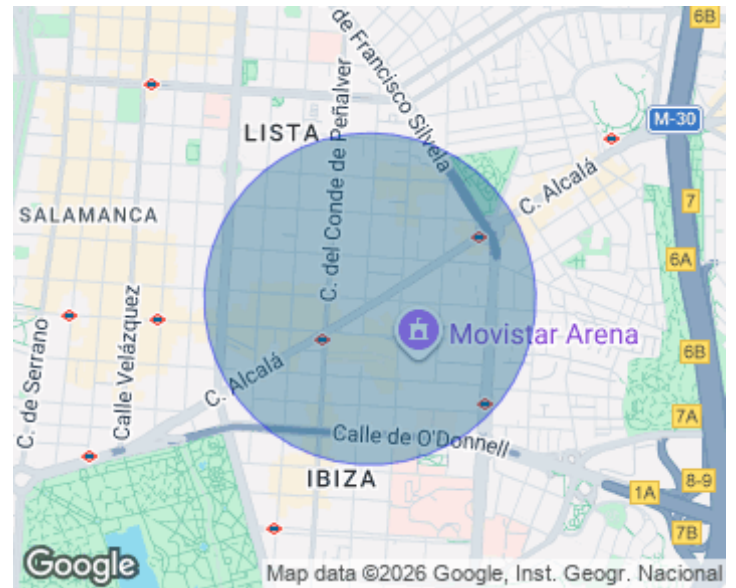 6B
de Francisco Silvela
C. del Conde de Peñalver
LISTA
M-30
C. Alcalá
SALAMANCA
7
6A
Calle Velázquez
C. de Serrano
Movistar Arena
6B
C. Alcalá
7A
Calle de O'Donnell
IBIZA
8-9
1A
7B
Google
Map data ©2026 Google, Inst. Geogr. Nacional